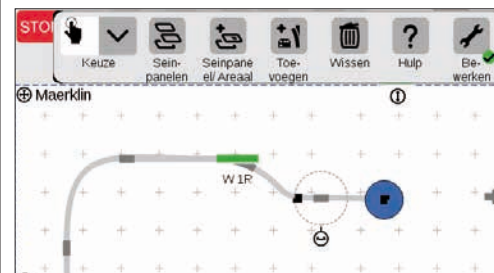 STO
Keuze
Sein-
panelen
Seinpane
el/ Areaal
Toe-
voegen
Wissen
?
Hulp
Be-
werken
Maerklin
W 1R